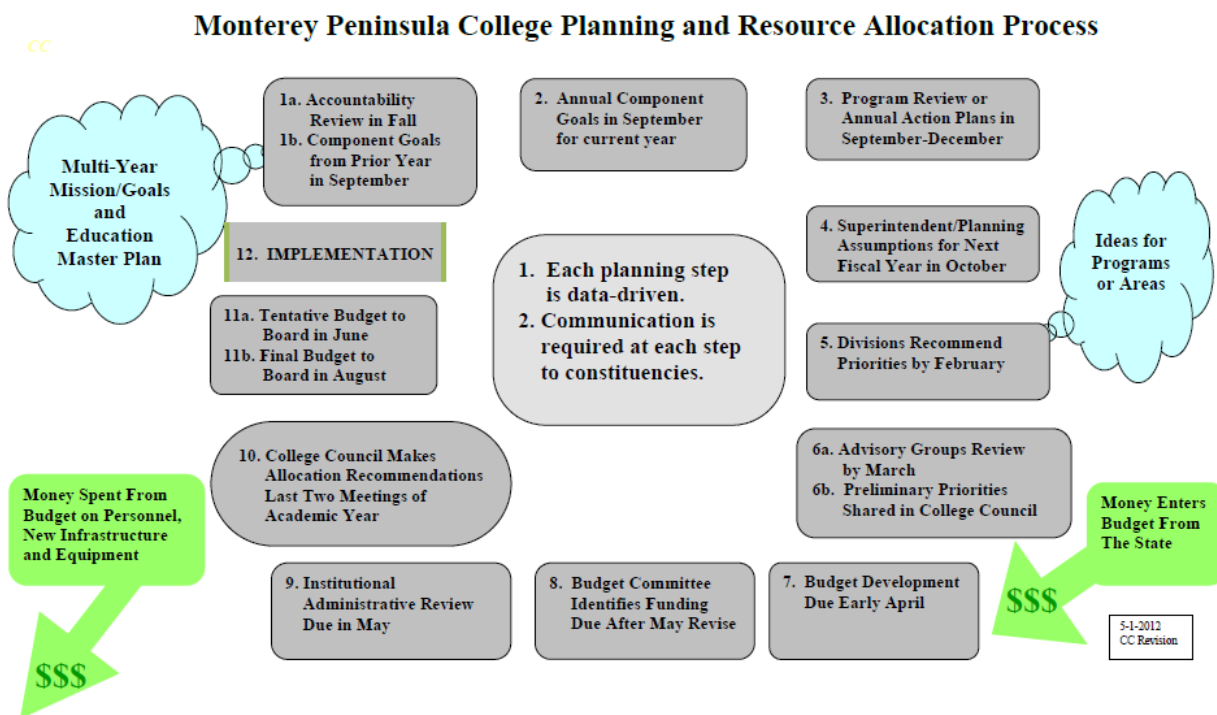 Monterey Peninsula College Planning and Resource Allocation Process
cc
1a. Accountability
Review in Fall
1b. Component Goals
from Prior Year
in September
2. Annual Component
Goals in September
for current year
3. Program Review or
Annual Action Plans in
September-December
Multi-Year
Mission/Goals
and
Education
Master Plan
12. IMPLEMENTATION
1. Each planning step
is data-driven.
2. Communication is
required at each step
to constituencies.
4. Superintendent/Planning
Assumptions for Next
Fiscal Year in October
Ideas for
Programs
or Areas
11a. Tentative Budget to
Board in June
11b. Final Budget to
Board in August
5. Divisions Recommend
Priorities by February
10. College Council Makes
Allocation Recommendations
Last Two Meetings of
Academic Year
6a. Advisory Groups Review
by March
6b. Preliminary Priorities
Shared in College Council
Money Spent From
Budget on Personnel,
New Infrastructure
and Equipment
Money Enters
Budget From
The State
9. Institutional
Administrative Review
Due in May
8. Budget Committee
Identifies Funding
Due After May Revise
7. Budget Development
Due Early April
$$$
5-1-2012
CC Revision
$$$